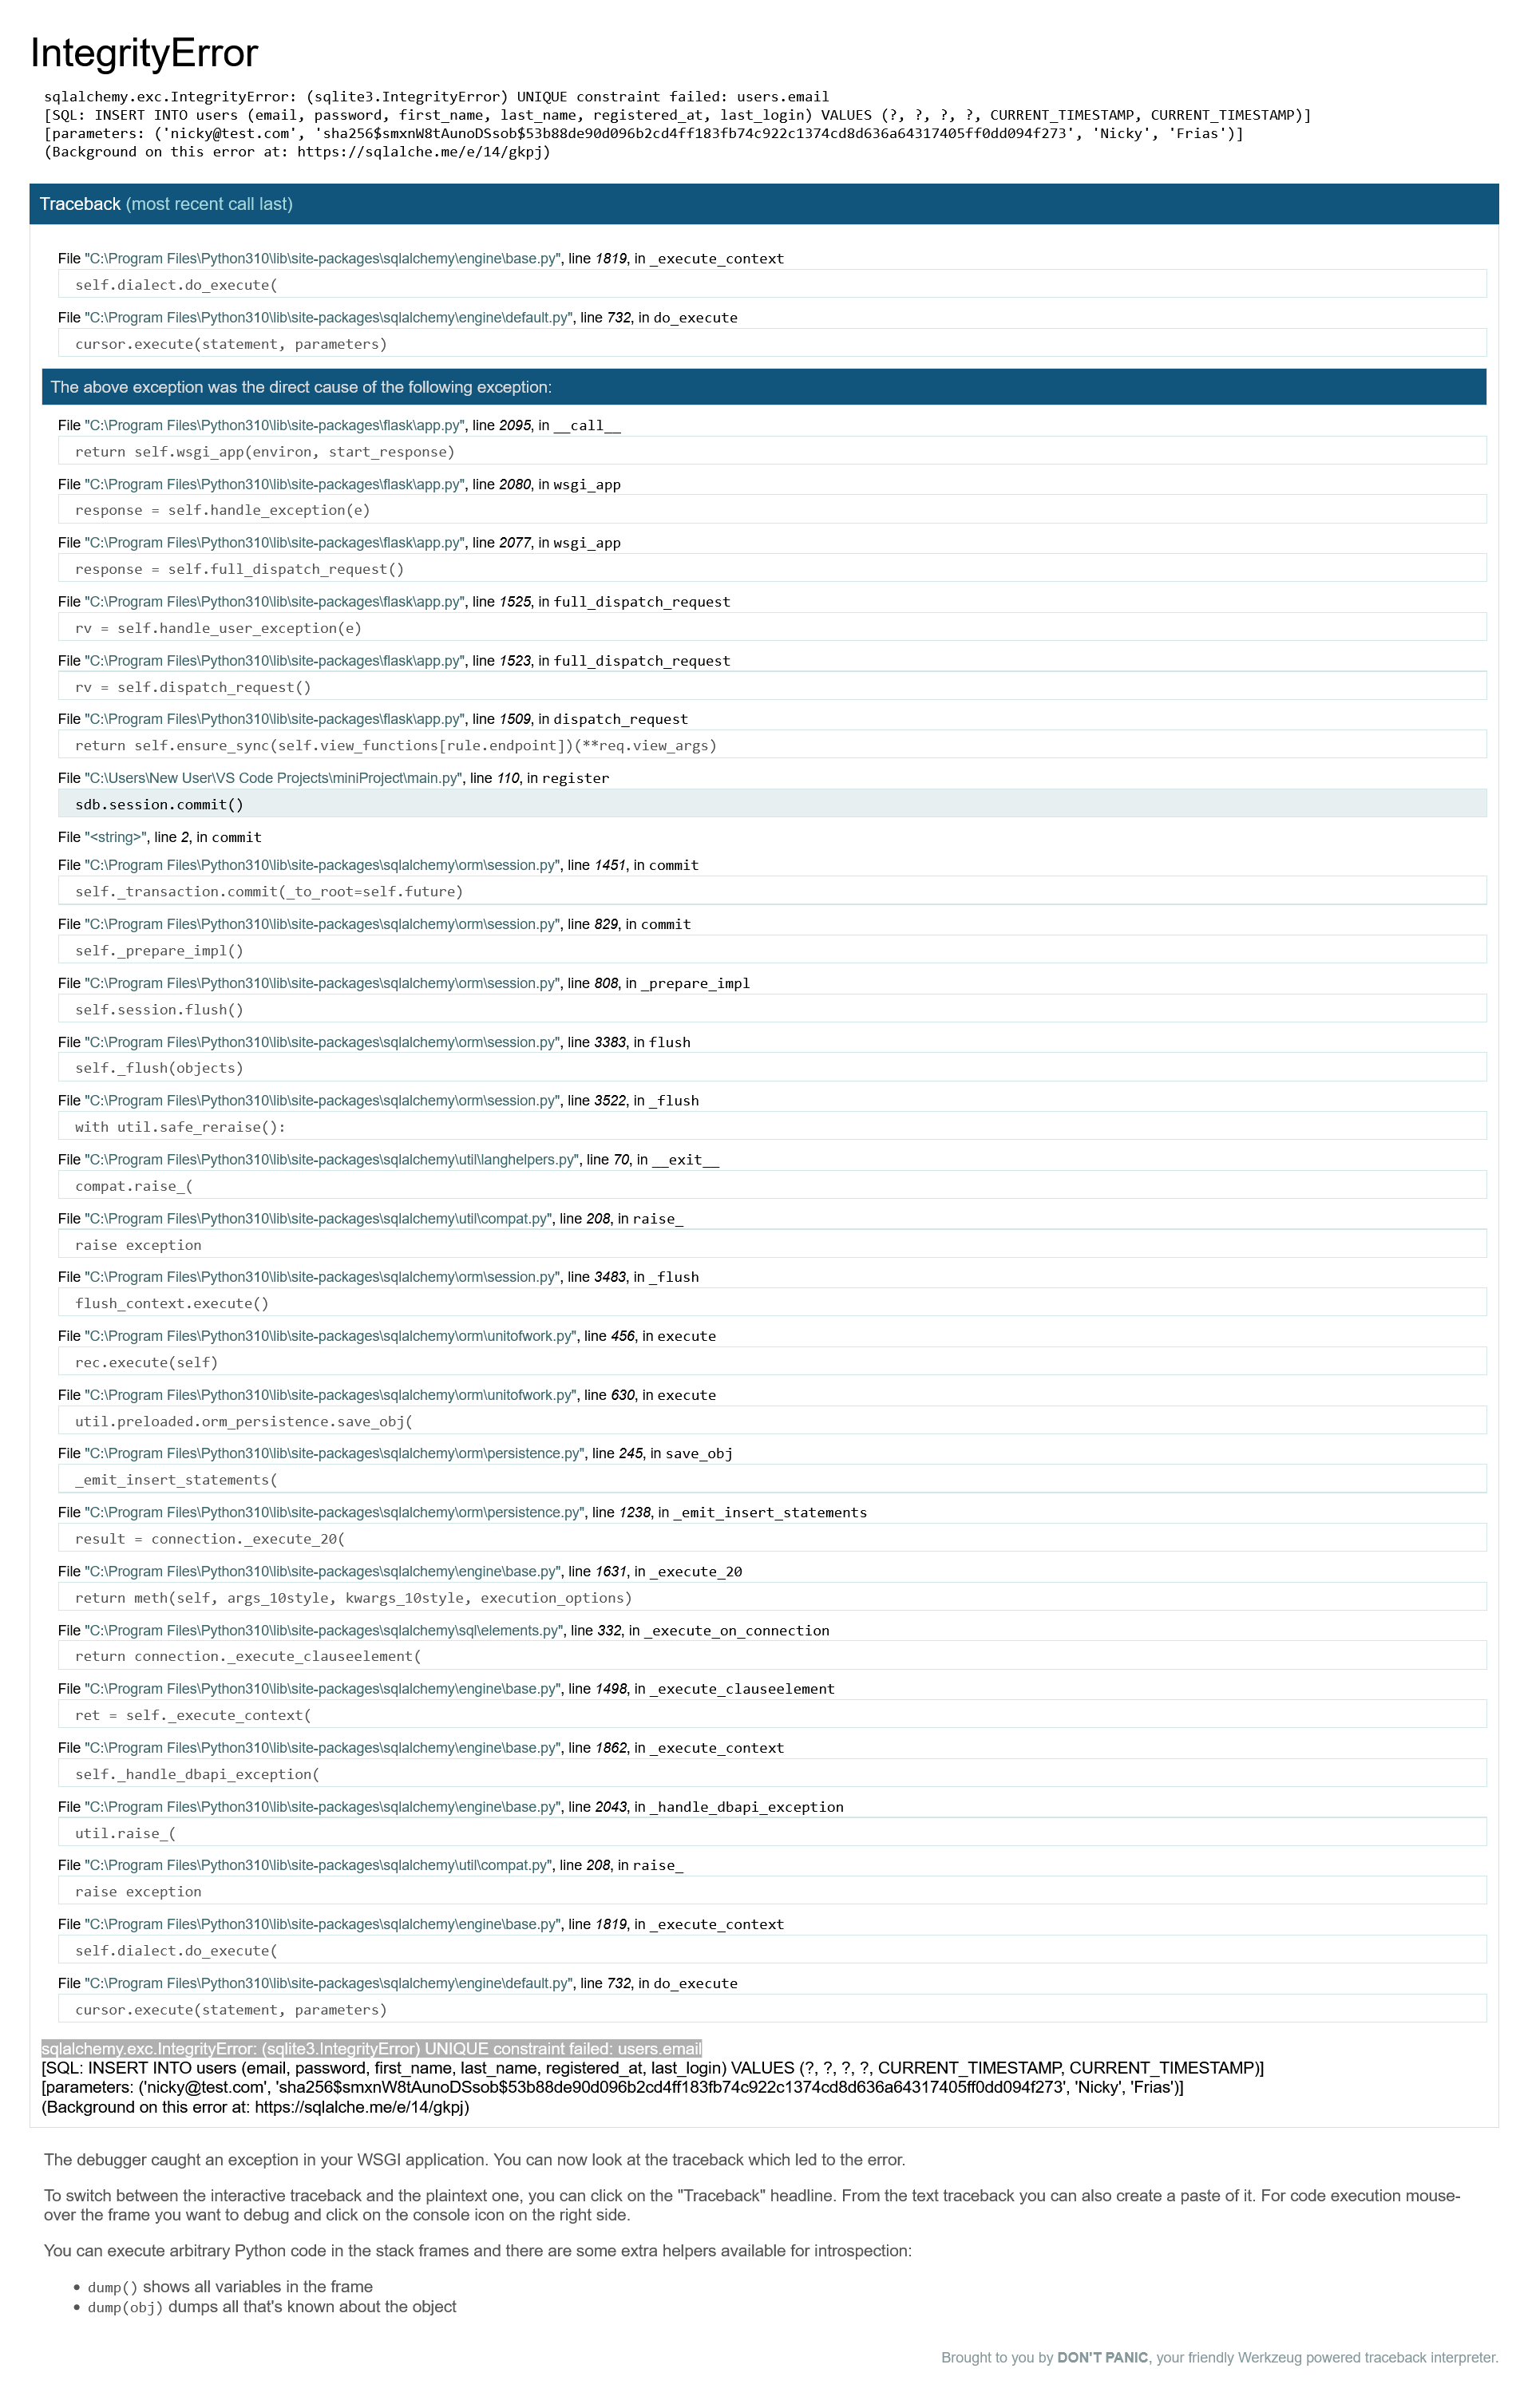 IntegrityError
sqlalchemy.exc.IntegrityError: (sqlite3.IntegrityError) UNIQUE constraint failed: users.email
[SQL: INSERT INTO users (email, password, first_name, last_name, registered_at, last_login) VALUES (?, ?, ?, ?, CURRENT_TIMESTAMP, CURRENT_TIMESTAMP)]
[parameters: ('nicky@test.com', 'sha256$smxnW8tAunoDSsob$53b88de90d096b2cd4ff183fb74c922c1374cd8d636a64317405ff0dd094f273', 'Nicky', 'Frias')]
(Background on this error at: https://sqlalche.me/e/14/gkpj)
Traceback (most recent call last)
File "C:\Program Files\Python310\lib\site-packages\sqlalchemy\engine\base.py", line 1819, in _execute_context
self.dialect.do_execute(
File "C:\Program Files\Python310\lib\site-packages\sqlalchemy\engine\default.py", line 732, in do_execute
cursor.execute(statement, parameters)
The above exception was the direct cause of the following exception:
File "C:\Program Files\Python310\lib\site-packages\flask\app.py", line 2095, in __call__
return self.wsgi_app(environ, start_response)
File "C:\Program Files\Python310\lib\site-packages\flask\app.py", line 2080, in wsgi_app
response = self.handle_exception(e)
File "C:\Program Files\Python310\lib\site-packages\flask\app.py", line 2077, in wsgi_app
response = self.full_dispatch_request()
File "C:\Program Files\Python310\lib\site-packages\flask\app.py", line 1525, in full_dispatch_request
rv = self.handle_user_exception(e)
File "C:\Program Files\Python310\lib\site-packages\flask\app.py", line 1523, in full_dispatch_request
rv = self.dispatch_request()
File "C:\Program Files\Python310\lib\site-packages\flask\app.py", line 1509, in dispatch_request
return self.ensure_sync(self.view_functions[rule.endpoint])(**req.view_args)
File "C:\Users\New User\VS Code Projects\miniProject\main.py", line 110, in register
sdb.session.commit()
File "<string>", line 2, in commit
File "C:\Program Files\Python310\lib\site-packages\sqlalchemy\orm\session.py", line 1451, in commit
self._transaction.commit(_to_root=self.future)
File "C:\Program Files\Python310\lib\site-packages\sqlalchemy\orm\session.py", line 829, in commit
self._prepare_impl()
File "C:\Program Files\Python310\lib\site-packages\sqlalchemy\orm\session.py", line 808, in _prepare_impl
self.session.flush()
File "C:\Program Files\Python310\lib\site-packages\sqlalchemy\orm\session.py", line 3383, in flush
self._flush(objects)
File "C:\Program Files\Python310\lib\site-packages\sqlalchemy\orm\session.py", line 3522, in _flush
with util.safe_reraise():
File "C:\Program Files\Python310\lib\site-packages\sqlalchemy\util\langhelpers.py", line 70, in __exit__
compat.raise_(
File "C:\Program Files\Python310\lib\site-packages\sqlalchemy\util\compat.py", line 208, in raise_
raise exception
File "C:\Program Files\Python310\lib\site-packages\sqlalchemy\orm\session.py", line 3483, in _flush
flush_context.execute()
File "C:\Program Files\Python310\lib\site-packages\sqlalchemy\orm\unitofwork.py", line 456, in execute
rec.execute(self)
File "C:\Program Files\Python310\lib\site-packages\sqlalchemy\orm\unitofwork.py", line 630, in execute
util.preloaded.orm_persistence.save_obj(
File "C:\Program Files\Python310\lib\site-packages\sqlalchemy\orm\persistence.py", line 245, in save_obj
_emit_insert_statements(
File "C:\Program Files\Python310\lib\site-packages\sqlalchemy\orm\persistence.py", line 1238, in _emit_insert_statements
result = connection._execute_20(
File "C:\Program Files\Python310\lib\site-packages\sqlalchemy\engine\base.py", line 1631, in _execute_20
return meth(self, args_10style, kwargs_10style, execution_options)
File "C:\Program Files\Python310\lib\site-packages\sqlalchemy\sql\elements.py", line 332, in _execute_on_connection
return connection._execute_clauseelement(
File "C:\Program Files\Python310\lib\site-packages\sqlalchemy\engine\base.py", line 1498, in _execute_clauseelement
ret = self._execute_context(
File "C:\Program Files\Python310\lib\site-packages\sqlalchemy\engine\base.py", line 1862, in _execute_context
self._handle_dbapi_exception(
File "C:\Program Files\Python310\lib\site-packages\sqlalchemy\engine\base.py", line 2043, in _handle_dbapi_exception
util.raise_(
File "C:\Program Files\Python310\lib\site-packages\sqlalchemy\util\compat.py", line 208, in raise_
raise exception
File "C:\Program Files\Python310\lib\site-packages\sqlalchemy\engine\base.py", line 1819, in _execute_context
self.dialect.do_execute(
File "C:\Program Files\Python310\lib\site-packages\sqlalchemy\engine\default.py", line 732, in do_execute
cursor.execute(statement, parameters)
sqlalchemy.exc.IntegrityError: (sqlite3.IntegrityError) UNIQUE constraint failed: users.email
[SQL: INSERT INTO users (email, password, first_name, last_name, registered_at, last_login) VALUES (?, ?, ?, ?, CURRENT_TIMESTAMP, CURRENT_TIMESTAMP)]
[parameters: ('nicky@test.com', 'sha256$smxnW8tAunoDSsob$53b88de90d096b2cd4ff183fb74c922c1374cd8d636a64317405ff0dd094f273', 'Nicky', 'Frias')]
(Background on this error at: https://sqlalche.me/e/14/gkpj)
The debugger caught an exception in your WSGI application. You can now look at the traceback which led to the error.
To switch between the interactive traceback and the plaintext one, you can click on the "Traceback" headline. From the text traceback you can also create a paste of it. For code execution mouse-
over the frame you want to debug and click on the console icon on the right side.
You can execute arbitrary Python code in the stack frames and there are some extra helpers available for introspection:
• dump() shows all variables in the frame
• dump(obj) dumps all that's known about the object
Brought to you by DON'T PANIC, your friendly Werkzeug powered traceback interpreter.